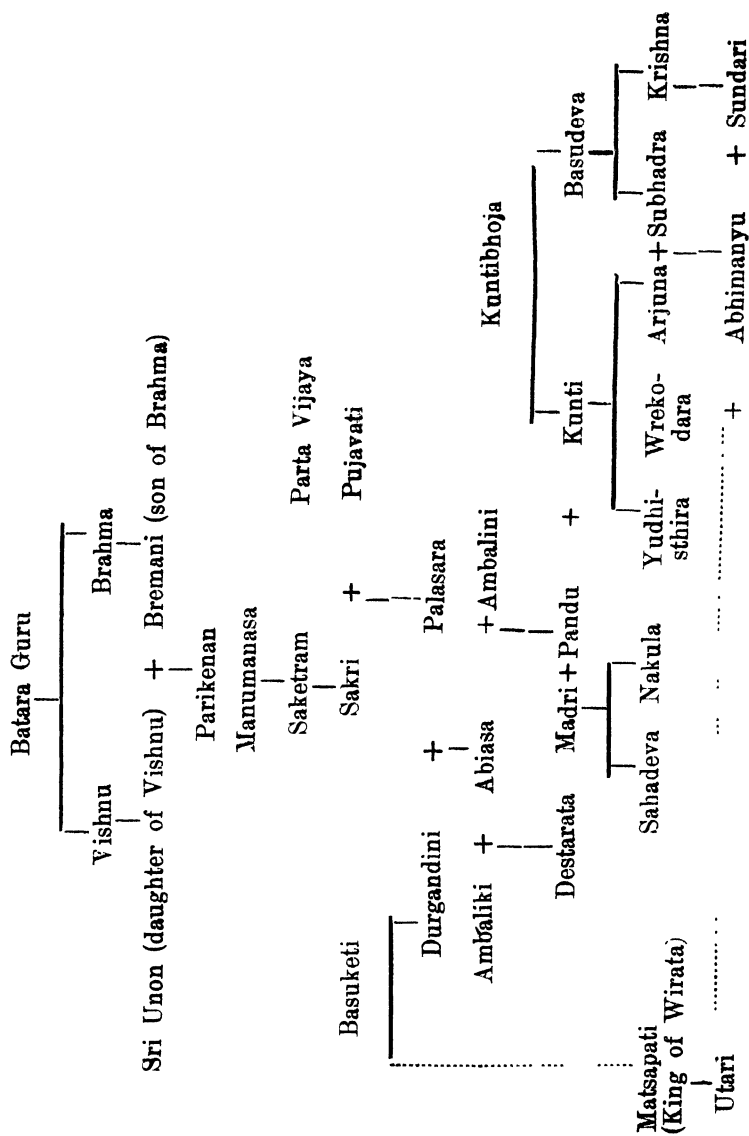 Batara Guru
Vishnu Brahma
Sri Unon (daughter of Vishnu) + Bremani (son of Brahma)
Parikenan
Manumanasa
Saketram Parta Vijaya
Sakri + Pujavati
Basuketi
Durgandini + Palasara Kuntibhoja
Ambaliki + Abiasa + Ambalini
Destarata Madri + Pandu + Kunti Basudeva
Matsapati Sahadeva Nakula Yudhi- Wreko- Arjuna + Subhadra Krishna
(King of Wirata) sthira dara
Utari + Abhimanyu + Sundari